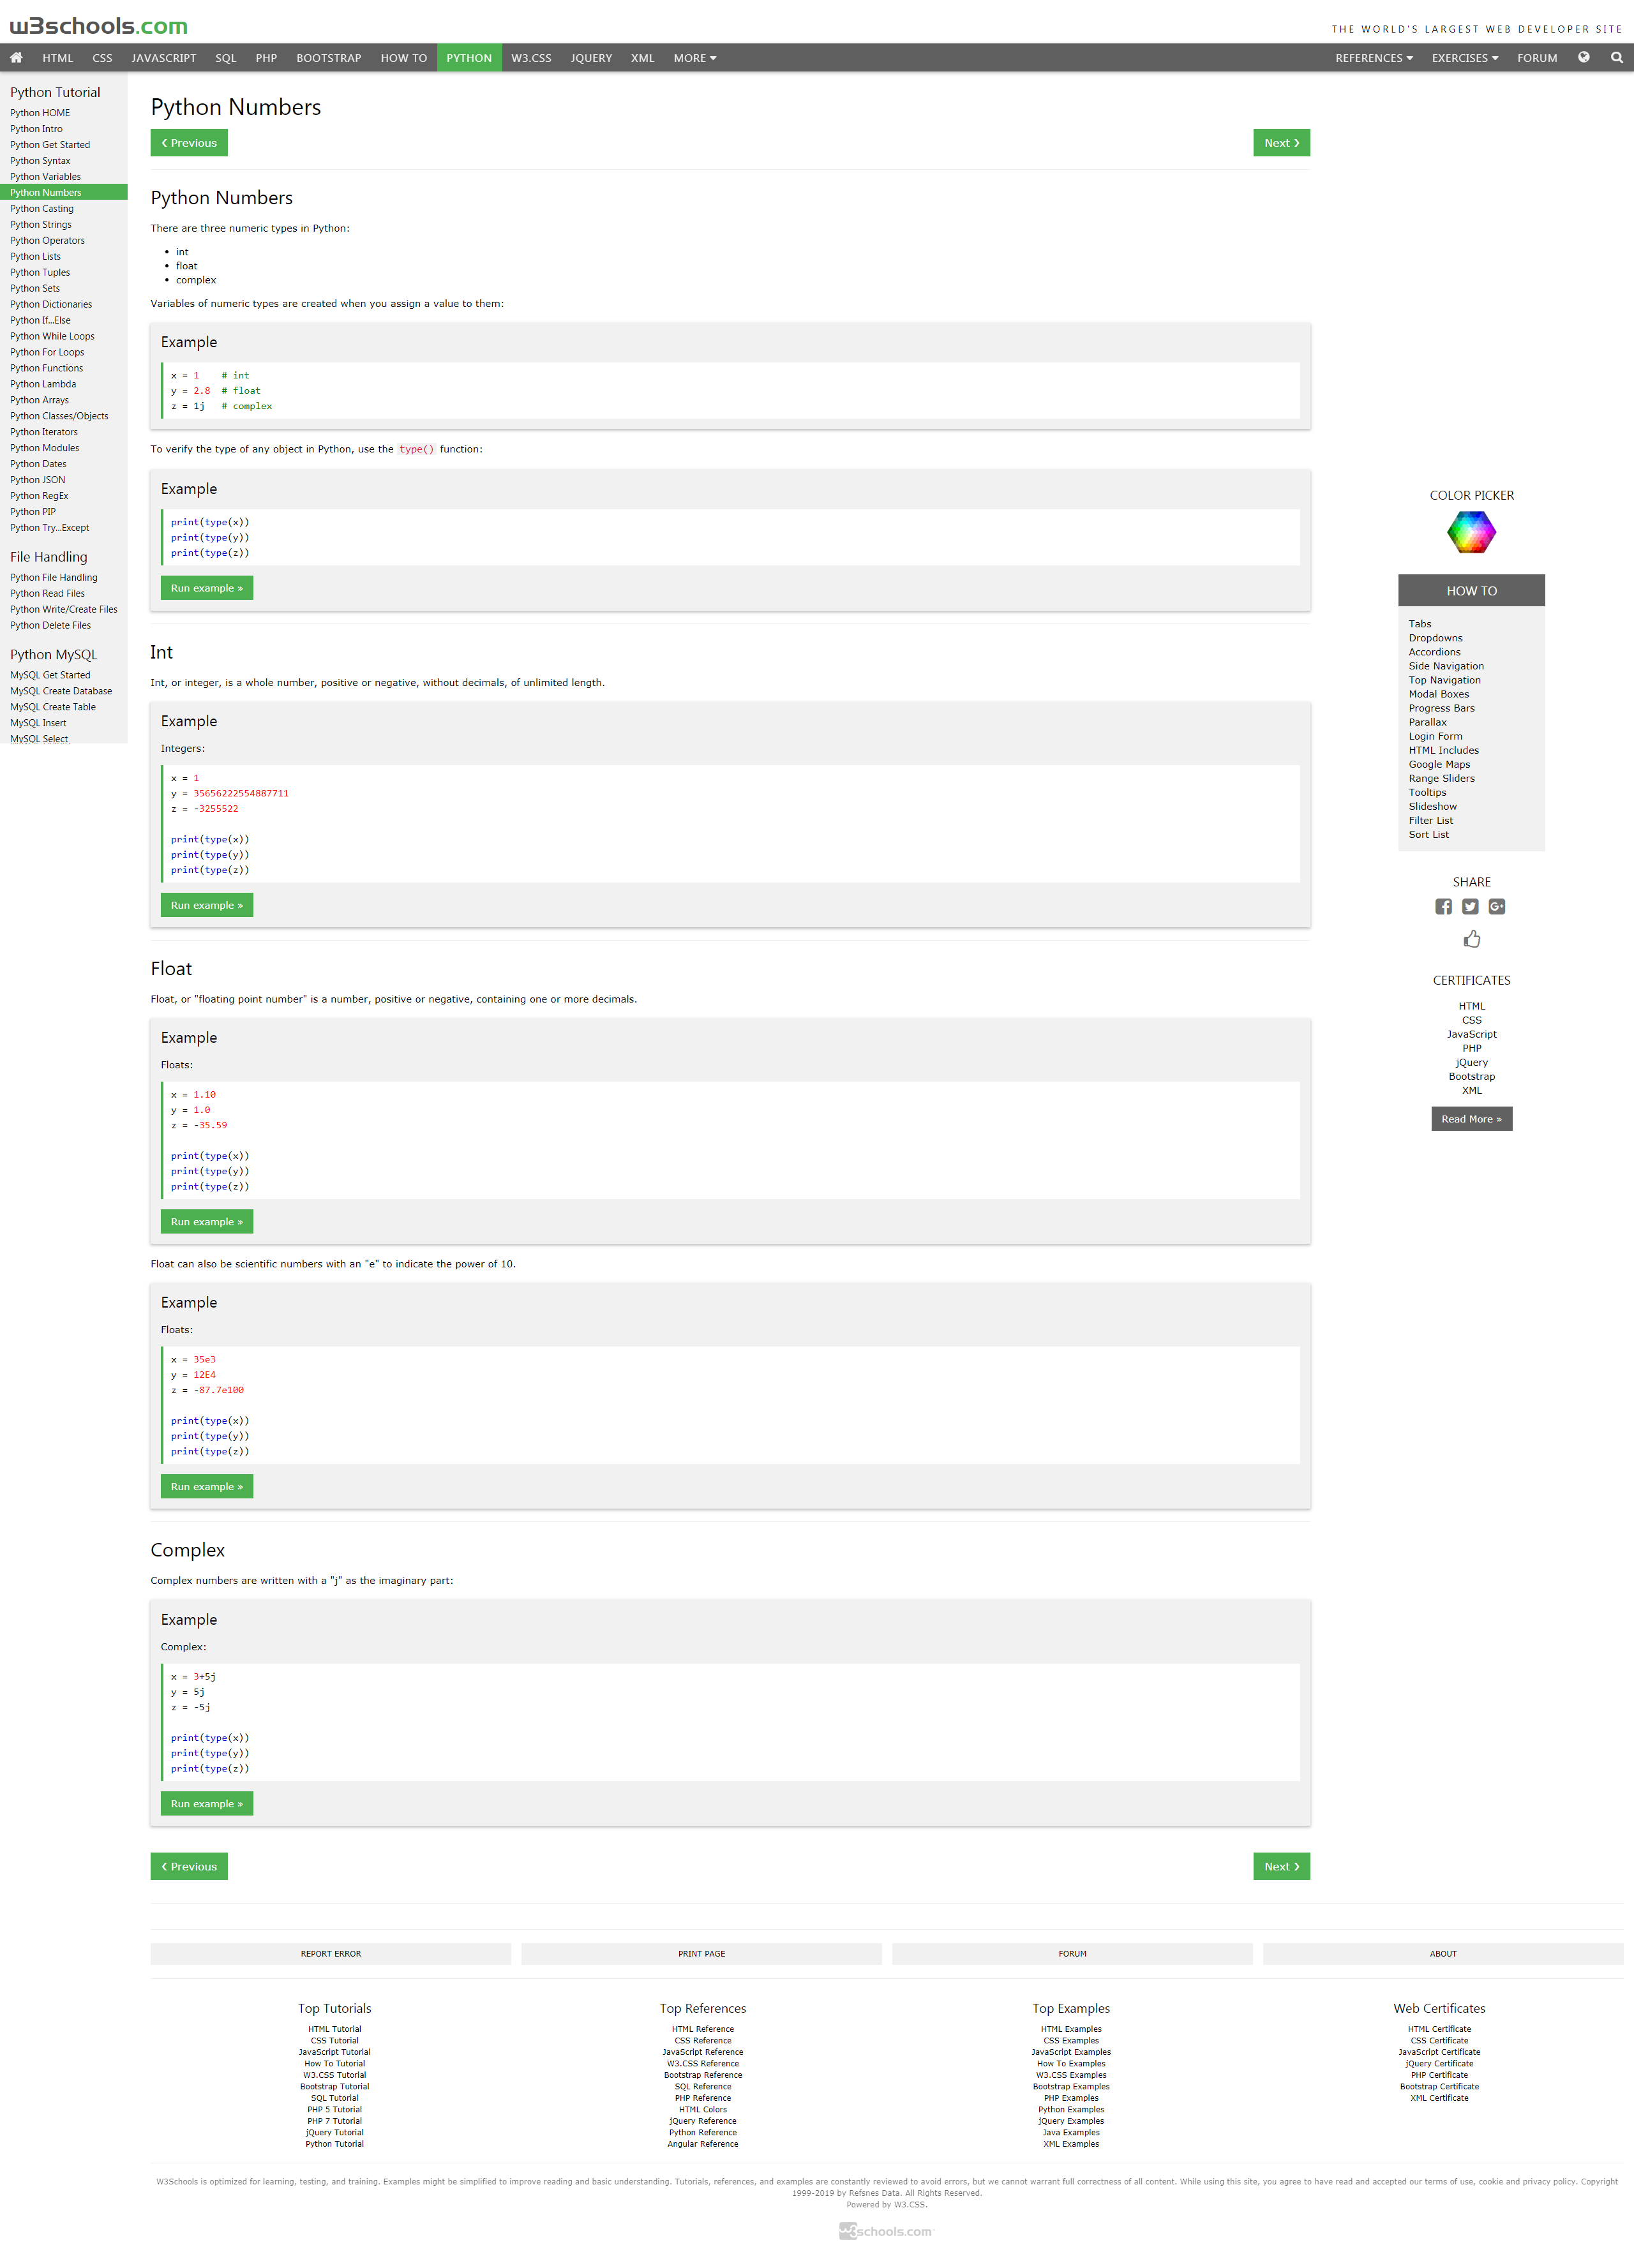 w3schools.com
THE WORLD'S LARGEST WEB DEVELOPER SITE
HTML CSS JAVASCRIPT SQL PHP BOOTSTRAP HOW TO PYTHON W3.CSS JQUERY XML MORE REFERENCES EXERCISES FORUM
Python Tutorial
Python HOME
Python Intro
Python Get Started
Python Syntax
Python Variables
Python Numbers
Python Casting
Python Strings
Python Operators
Python Lists
Python Tuples
Python Sets
Python Dictionaries
Python If...Else
Python While Loops
Python For Loops
Python Functions
Python Lambda
Python Arrays
Python Classes/Objects
Python Iterators
Python Modules
Python Dates
Python JSON
Python RegEx
Python PIP
Python Try...Except
File Handling
Python File Handling
Python Read Files
Python Write/Create Files
Python Delete Files
Python MySQL
MySQL Get Started
MySQL Create Database
MySQL Create Table
MySQL Insert
MySQL Select
Python Numbers
❮ Previous
Next ❯
Python Numbers
There are three numeric types in Python:
• int
• float
• complex
Variables of numeric types are created when you assign a value to them:
Example
x = 1    # int
y = 2.8  # float
z = 1j   # complex
To verify the type of any object in Python, use the type() function:
Example
print(type(x))
print(type(y))
print(type(z))
Run example »
Int
Int, or integer, is a whole number, positive or negative, without decimals, of unlimited length.
Example
Integers:
x = 1
y = 35656222554887711
z = -3255522
print(type(x))
print(type(y))
print(type(z))
Run example »
Float
Float, or "floating point number" is a number, positive or negative, containing one or more decimals.
Example
Floats:
x = 1.10
y = 1.0
z = -35.59
print(type(x))
print(type(y))
print(type(z))
Run example »
Float can also be scientific numbers with an "e" to indicate the power of 10.
Example
Floats:
x = 35e3
y = 12E4
z = -87.7e100
print(type(x))
print(type(y))
print(type(z))
Run example »
Complex
Complex numbers are written with a "j" as the imaginary part:
Example
Complex:
x = 3+5j
y = 5j
z = -5j
print(type(x))
print(type(y))
print(type(z))
Run example »
❮ Previous
Next ❯
COLOR PICKER
HOW TO
Tabs
Dropdowns
Accordions
Side Navigation
Top Navigation
Modal Boxes
Progress Bars
Parallax
Login Form
HTML Includes
Google Maps
Range Sliders
Tooltips
Slideshow
Filter List
Sort List
SHARE
CERTIFICATES
HTML
CSS
JavaScript
PHP
jQuery
Bootstrap
XML
Read More »
REPORT ERROR
PRINT PAGE
FORUM
ABOUT
Top Tutorials
HTML Tutorial
CSS Tutorial
JavaScript Tutorial
How To Tutorial
W3.CSS Tutorial
Bootstrap Tutorial
SQL Tutorial
PHP 5 Tutorial
PHP 7 Tutorial
jQuery Tutorial
Python Tutorial
Top References
HTML Reference
CSS Reference
JavaScript Reference
W3.CSS Reference
Bootstrap Reference
SQL Reference
PHP Reference
HTML Colors
jQuery Reference
Python Reference
Angular Reference
Top Examples
HTML Examples
CSS Examples
JavaScript Examples
How To Examples
W3.CSS Examples
Bootstrap Examples
PHP Examples
Python Examples
jQuery Examples
Java Examples
XML Examples
Web Certificates
HTML Certificate
CSS Certificate
JavaScript Certificate
jQuery Certificate
PHP Certificate
Bootstrap Certificate
XML Certificate
W3Schools is optimized for learning, testing, and training. Examples might be simplified to improve reading and basic understanding. Tutorials, references, and examples are constantly reviewed to avoid errors, but we cannot warrant full correctness of all content. While using this site, you agree to have read and accepted our terms of use, cookie and privacy policy. Copyright
1999-2019 by Refsnes Data. All Rights Reserved.
Powered by W3.CSS.
w3schools.com